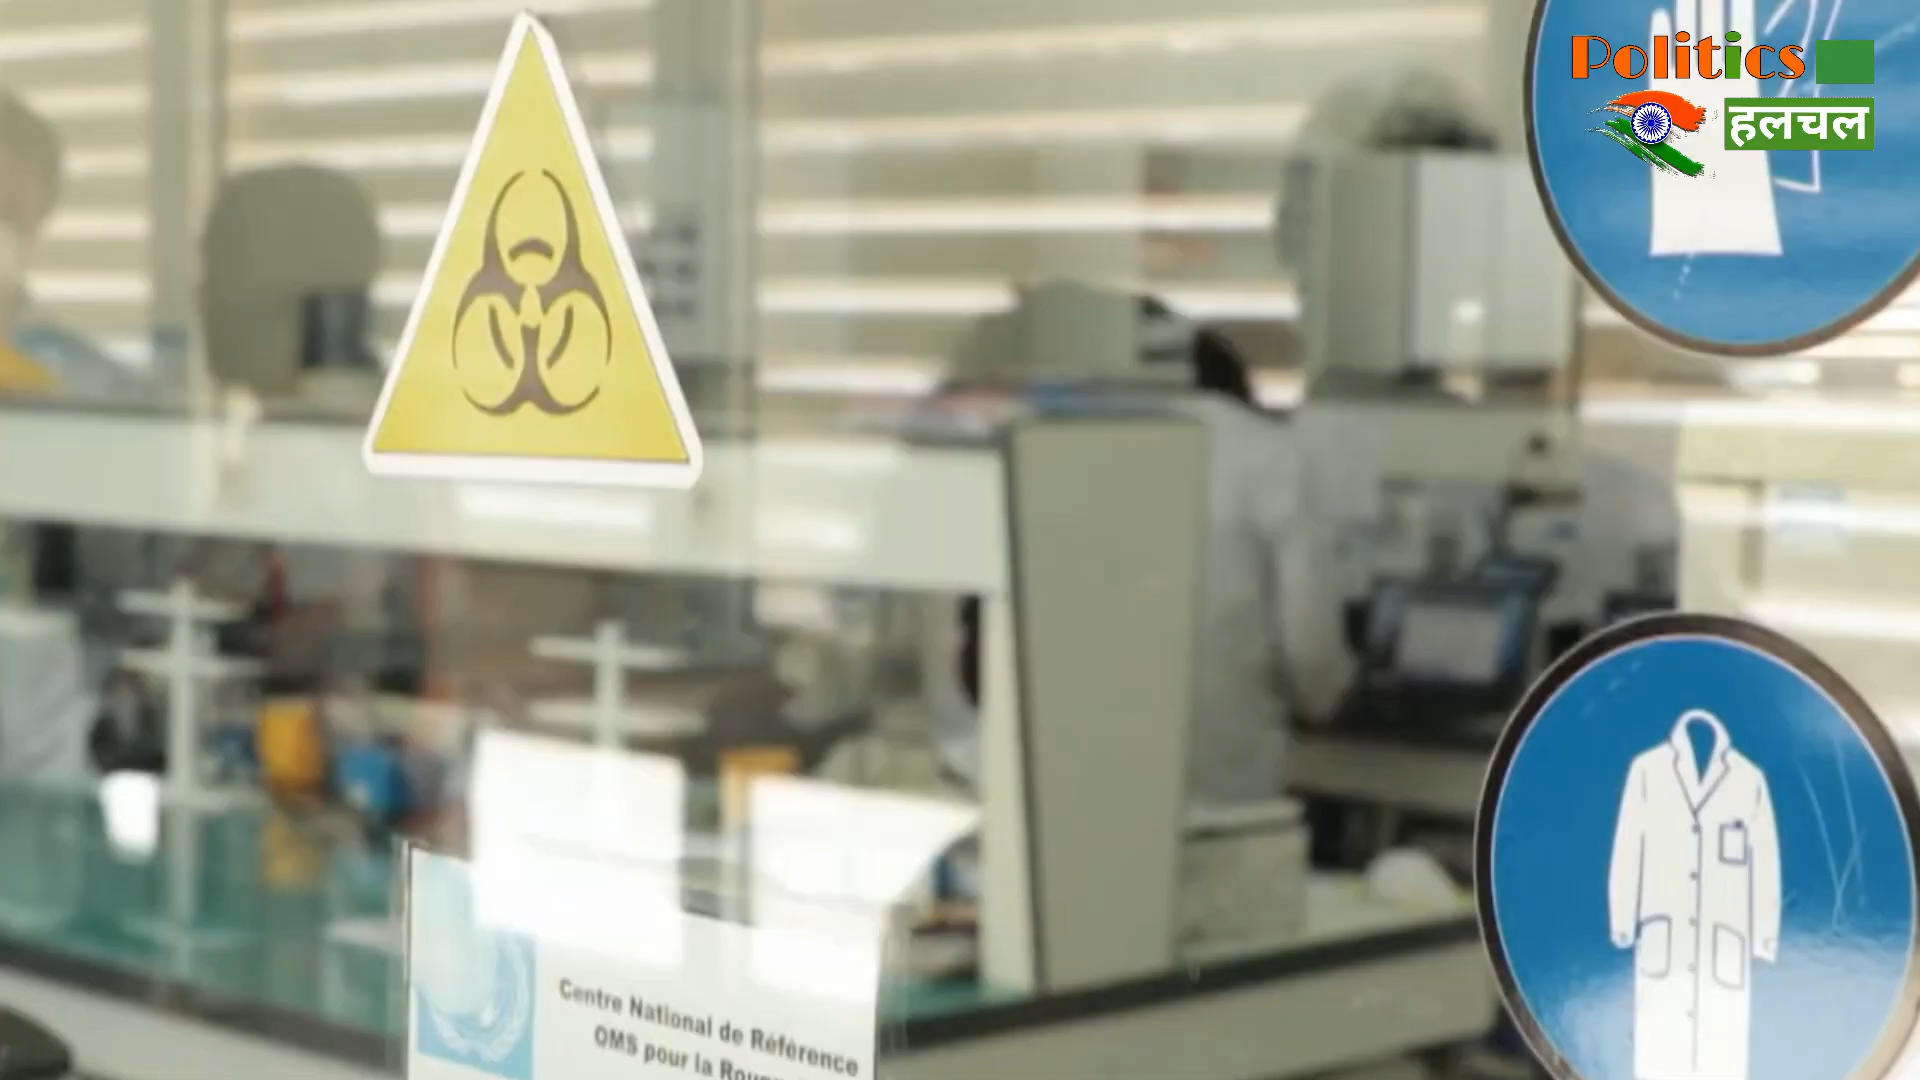 Politics
हलचल
Centre National de Référence
OMS pour la